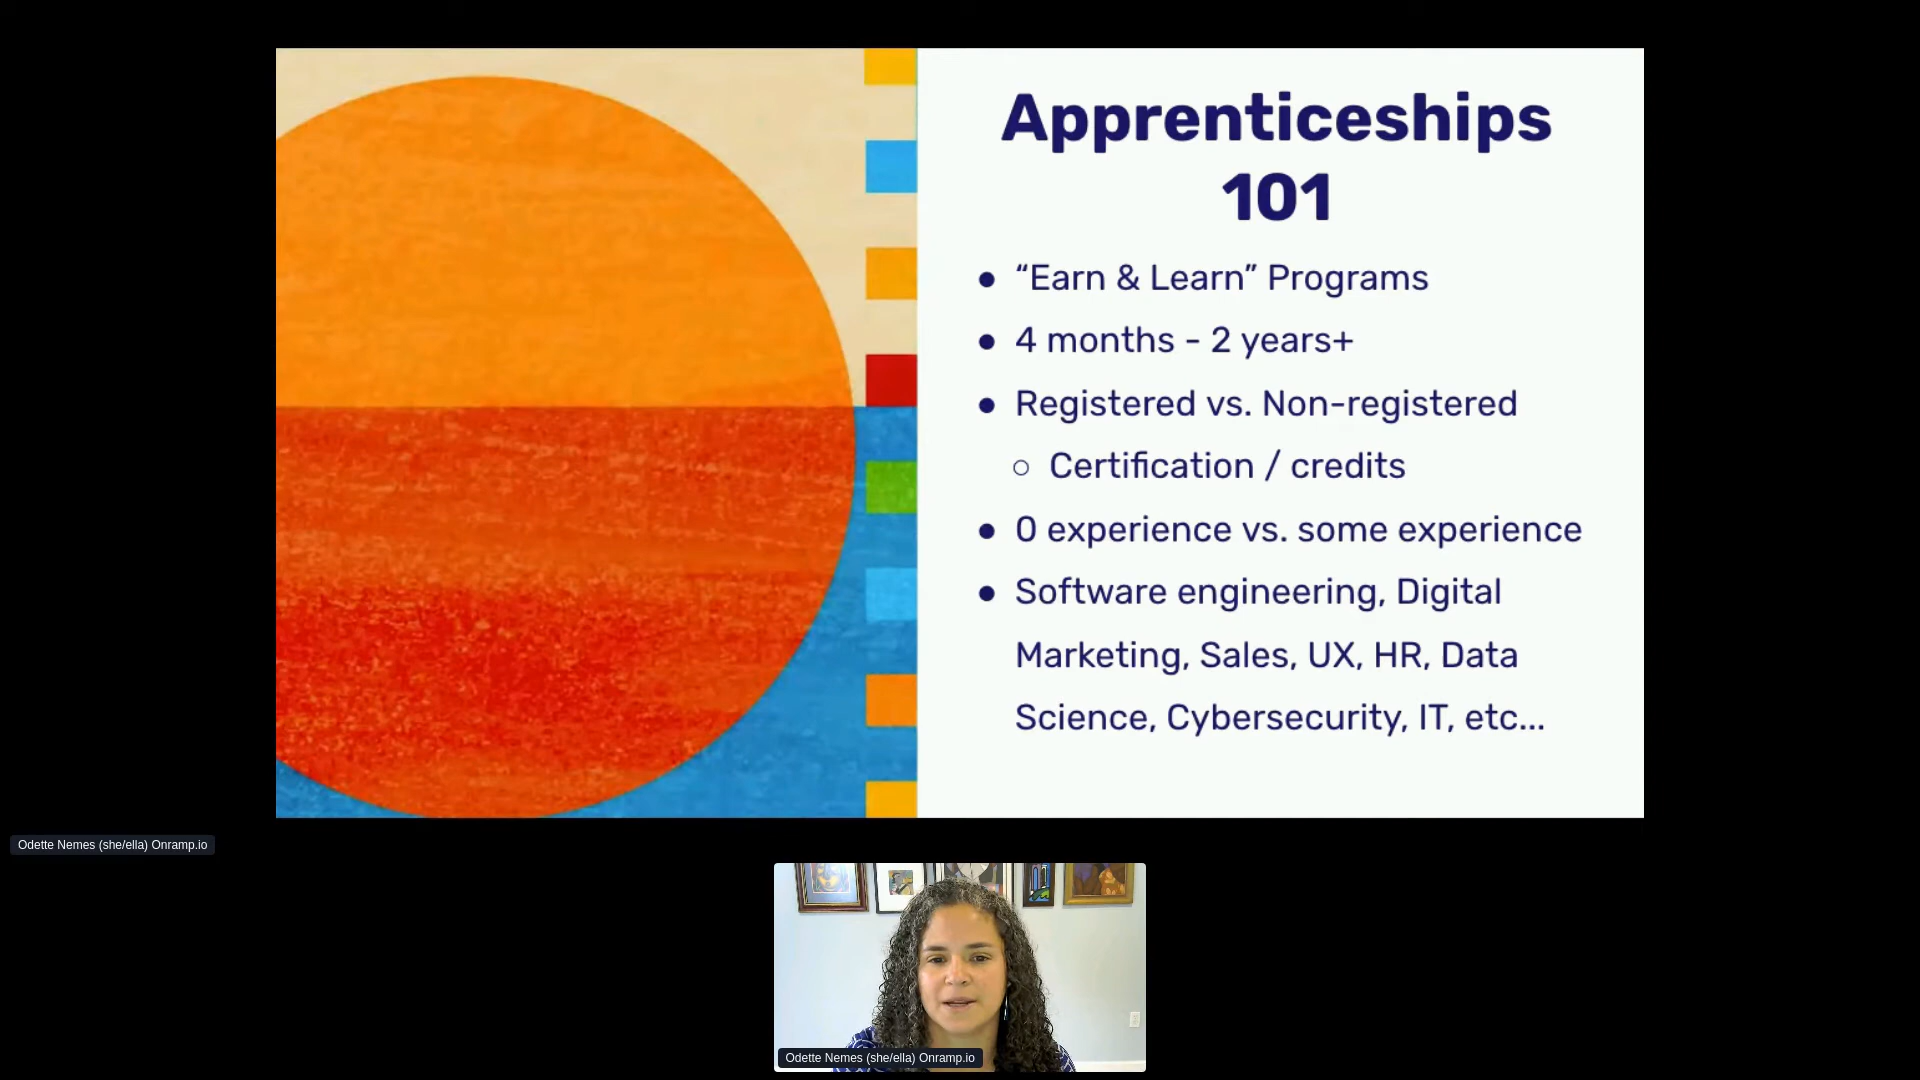 Apprenticeships
101
● “Earn & Learn” Programs
● 4 months - 2 years+
● Registered vs. Non-registered
○ Certification / credits
● 0 experience vs. some experience
● Software engineering, Digital
Marketing, Sales, UX, HR, Data
Science, Cybersecurity, IT, etc...
Odette Nemes (she/ella) Onramp.io
Odette Nemes (she/ella) Onramp.io